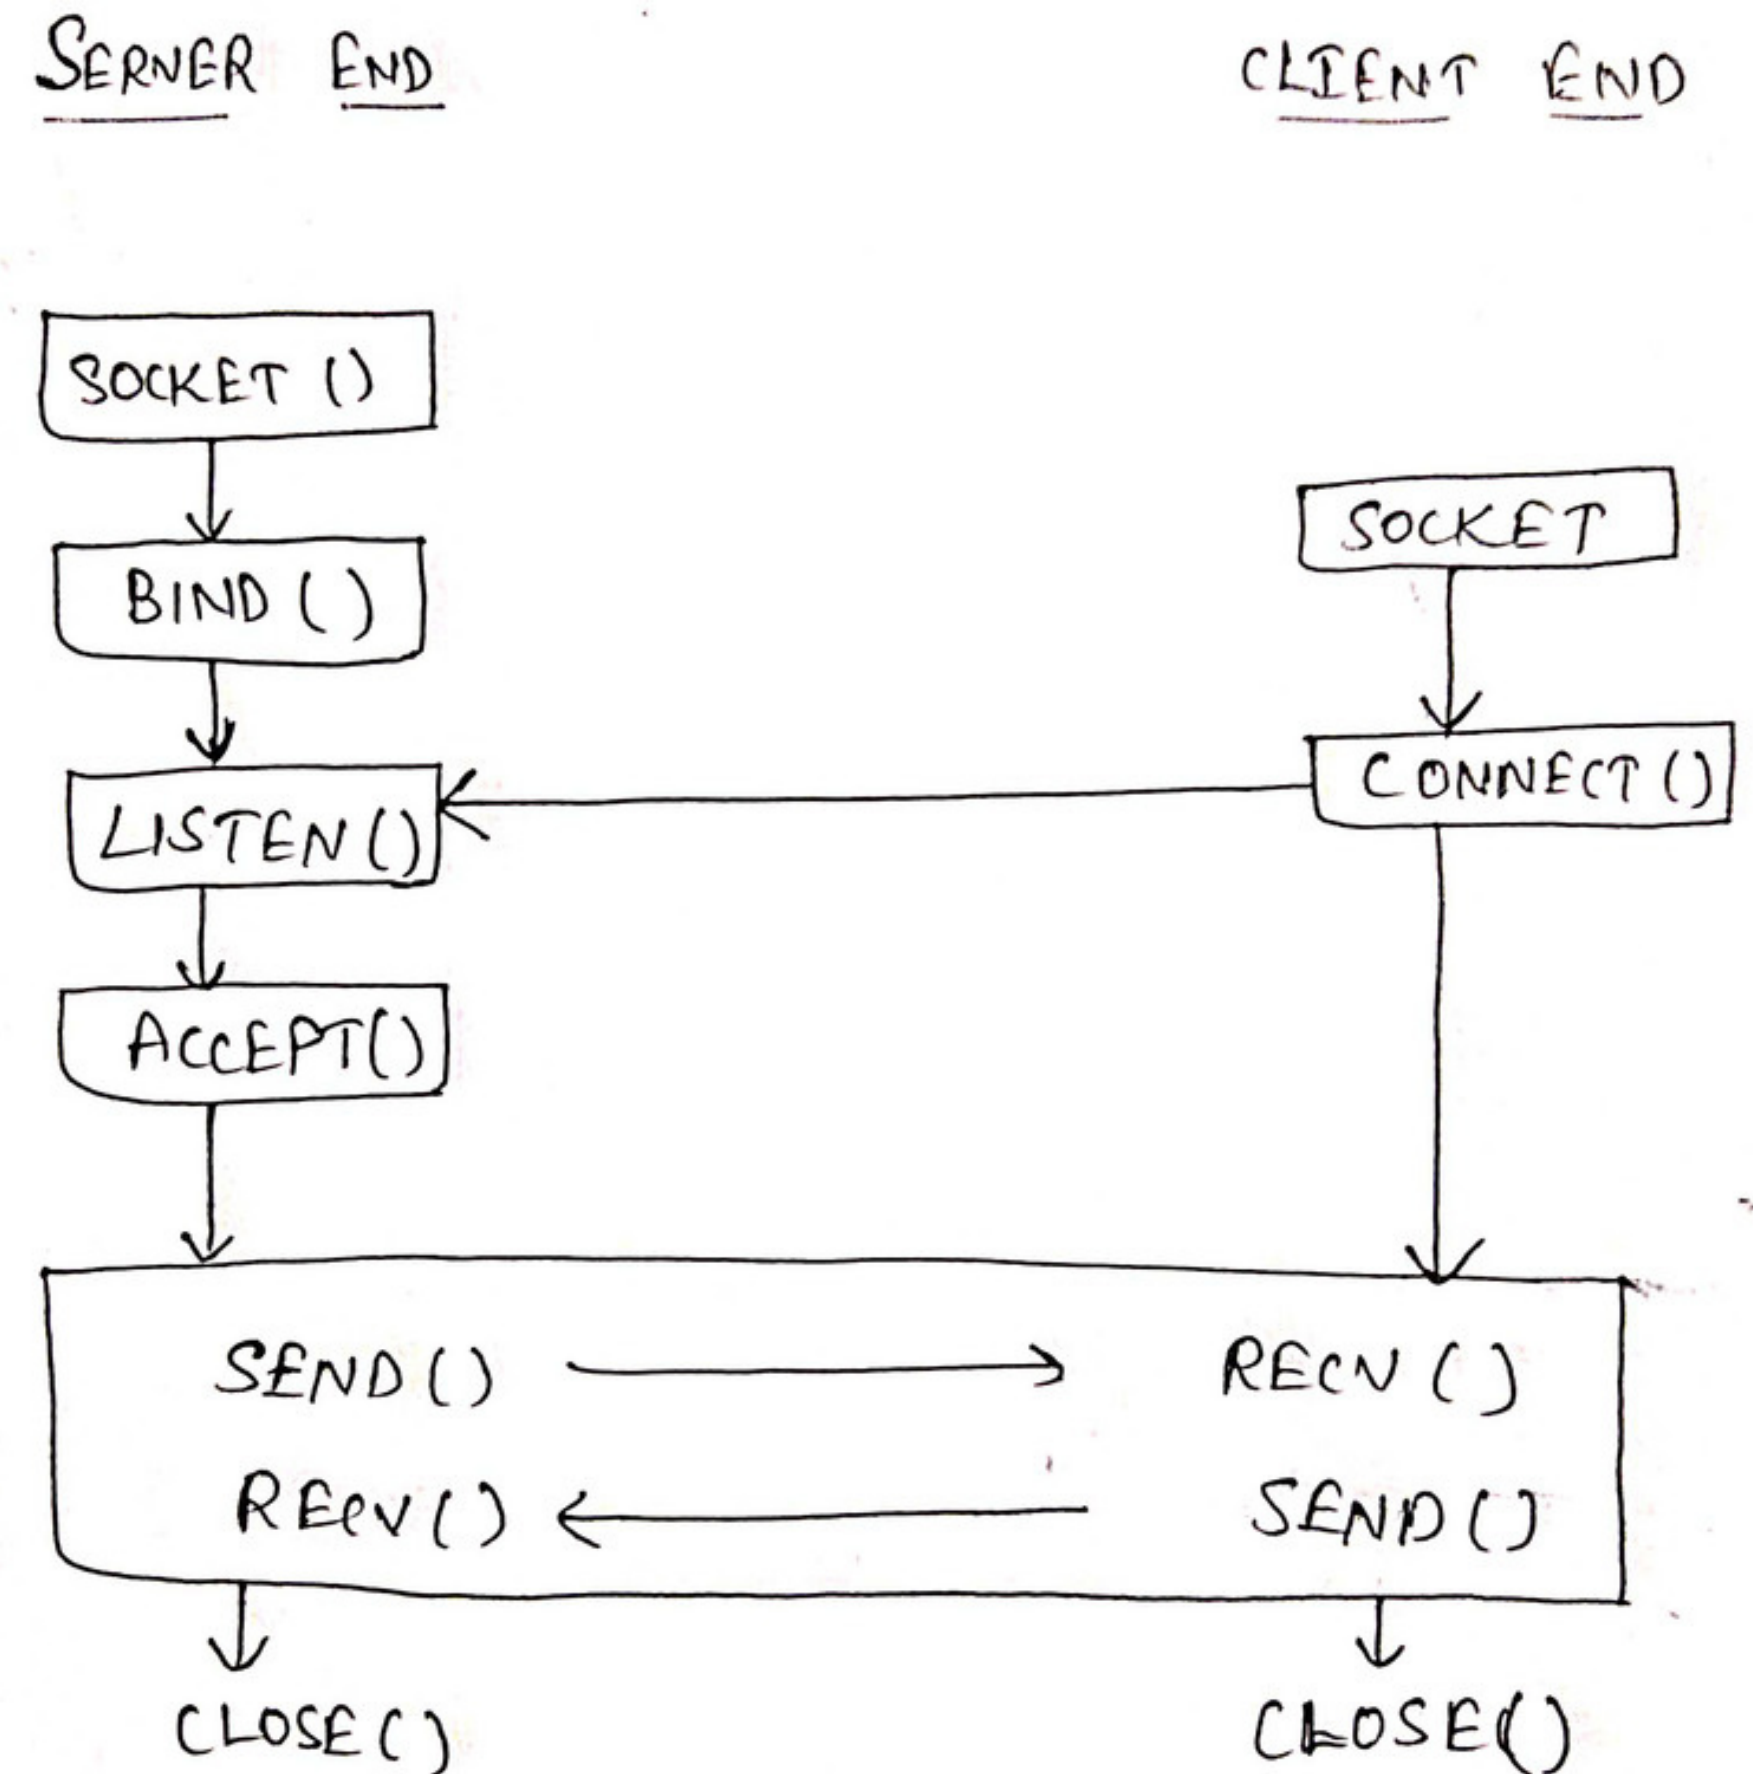 SERVER END
CLIENT END
SOCKET ()
BIND ()
LISTEN ()
ACCEPT()
SOCKET
CONNECT ()
SEND () RECV ()
RECV () SEND ()
CLOSE ()
CLOSE()